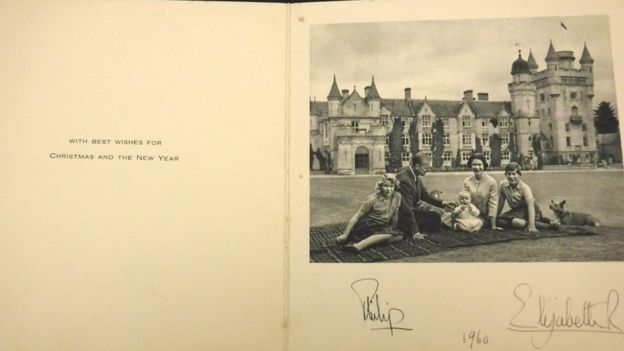 WITH BEST WISHES FOR
CHRISTMAS AND THE NEW YEAR
Philip
1960
Elizabeth R